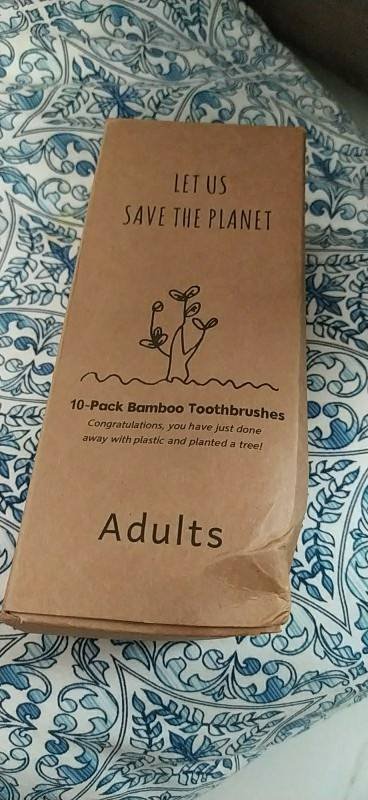 LET US
SAVE THE PLANET
10-Pack Bamboo Toothbrushes
Congratulations, you have just done
away with plastic and planted a tree!
Adults